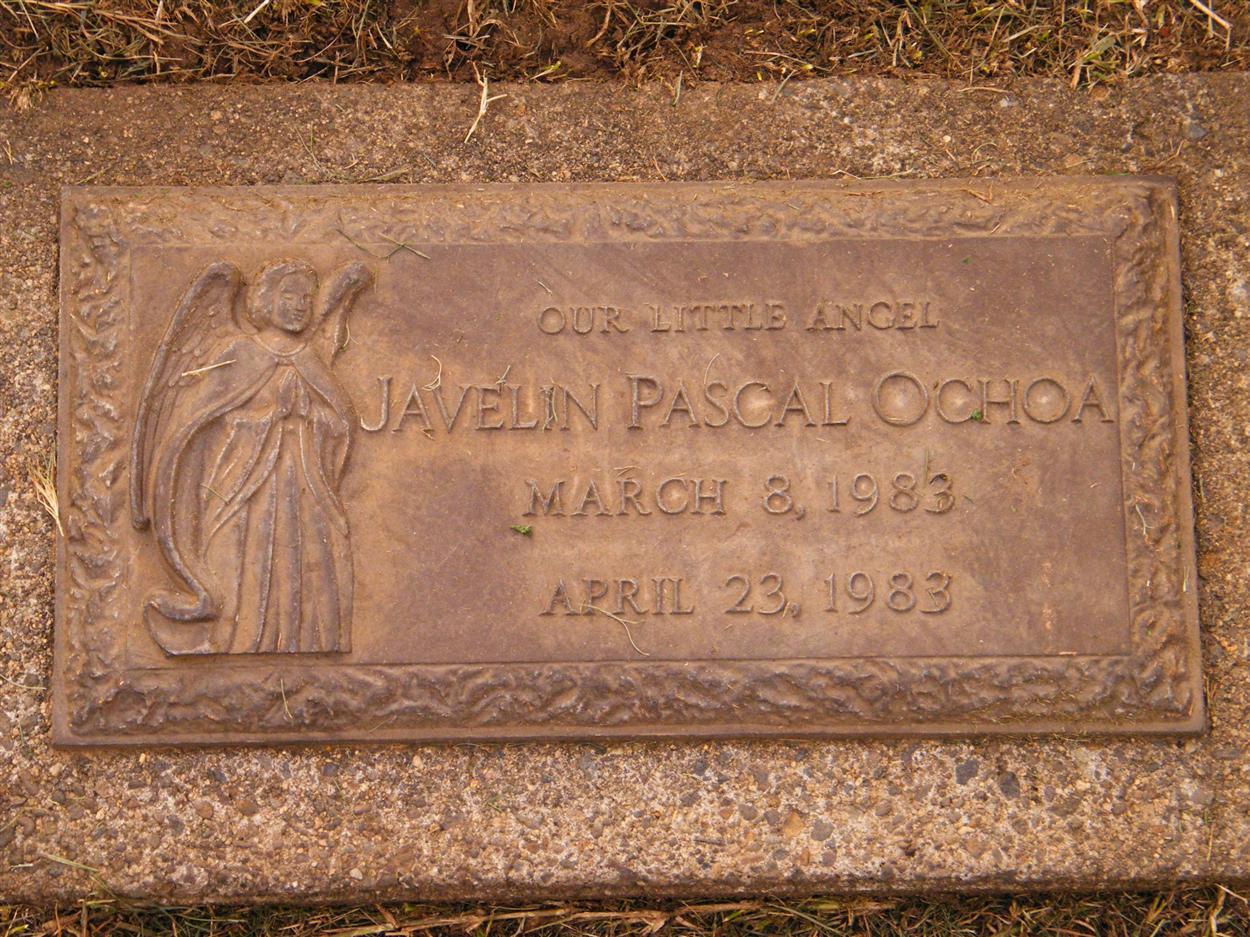 OUR LITTLE ANGEL
JAVELIN PASCAL OCHOA
MARCH 8, 1983
APRIL 23, 1983